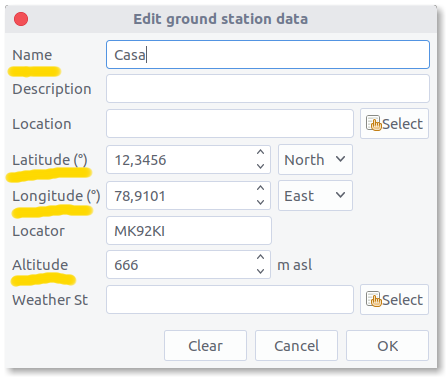 Edit ground station data
Name Casa
Description
Location Select
Latitude (°) 12,3456 North
Longitude (°) 78,9101 East
Locator MK92KI
Altitude 666 m asl
Weather St Select
Clear Cancel OK